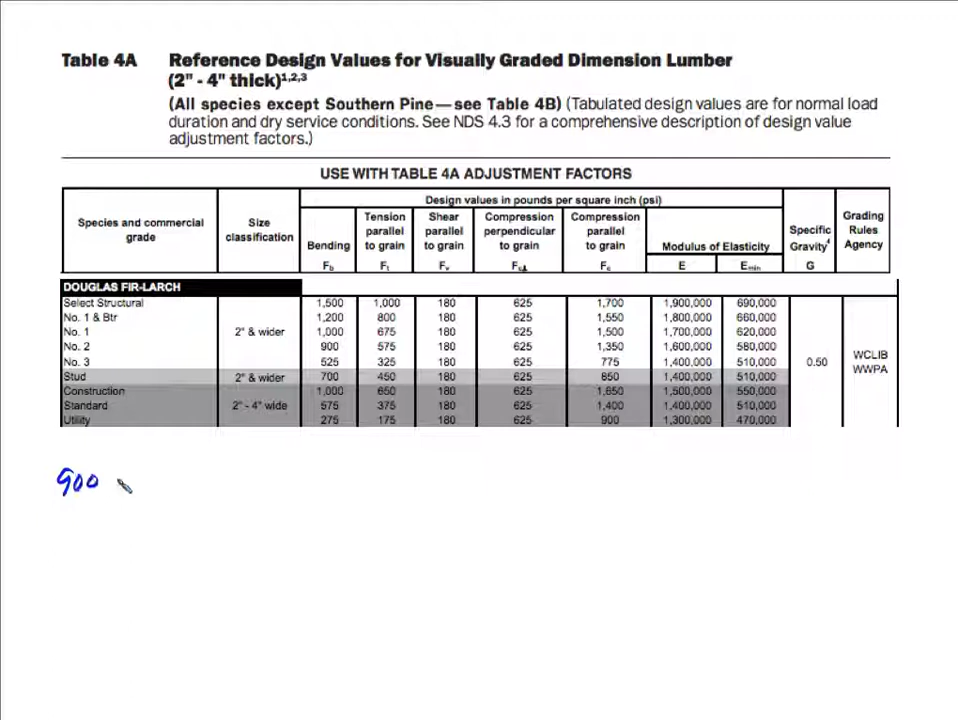 Table 4A Reference Design Values for Visually Graded Dimension Lumber
(2" - 4" thick)1,2,3
(All species except Southern Pine—see Table 4B) (Tabulated design values are for normal load
duration and dry service conditions. See NDS 4.3 for a comprehensive description of design value
adjustment factors.)
USE WITH TABLE 4A ADJUSTMENT FACTORS
Species and commercial grade
Size classification
Design values in pounds per square inch (psi)
Bending Fb
Tension parallel to grain Ft
Shear parallel to grain Fv
Compression perpendicular to grain Fc⊥
Compression parallel to grain Fc
Modulus of Elasticity
E Emin
Specific Gravity4 G
Grading Rules Agency
DOUGLAS FIR-LARCH
Select Structural 1,500 1,000 180 625 1,700 1,900,000 690,000
No. 1 & Btr 1,200 800 180 625 1,550 1,800,000 660,000
No. 1 2" & wider 1,000 675 180 625 1,500 1,700,000 620,000
No. 2 900 575 180 625 1,350 1,600,000 580,000
No. 3 525 325 180 625 775 1,400,000 510,000
Stud 2" & wider 700 450 180 625 850 1,400,000 510,000
Construction 1,000 650 180 625 1,650 1,500,000 550,000
Standard 2" - 4" wide 575 375 180 625 1,400 1,400,000 510,000
Utility 275 175 180 625 900 1,300,000 470,000
0.50
WCLIB
WWPA
900